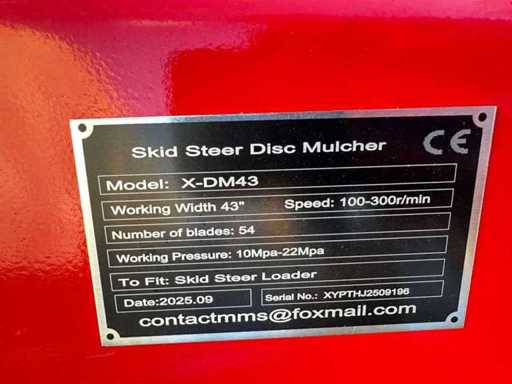 Skid Steer Disc Mulcher CE
Model: X-DM43
Working Width 43" Speed: 100-300r/min
Number of blades: 54
Working Pressure: 10Mpa-22Mpa
To Fit: Skid Steer Loader
Date:2025.09 Serial No.: XYPTHJ2509196
contactmms@foxmail.com